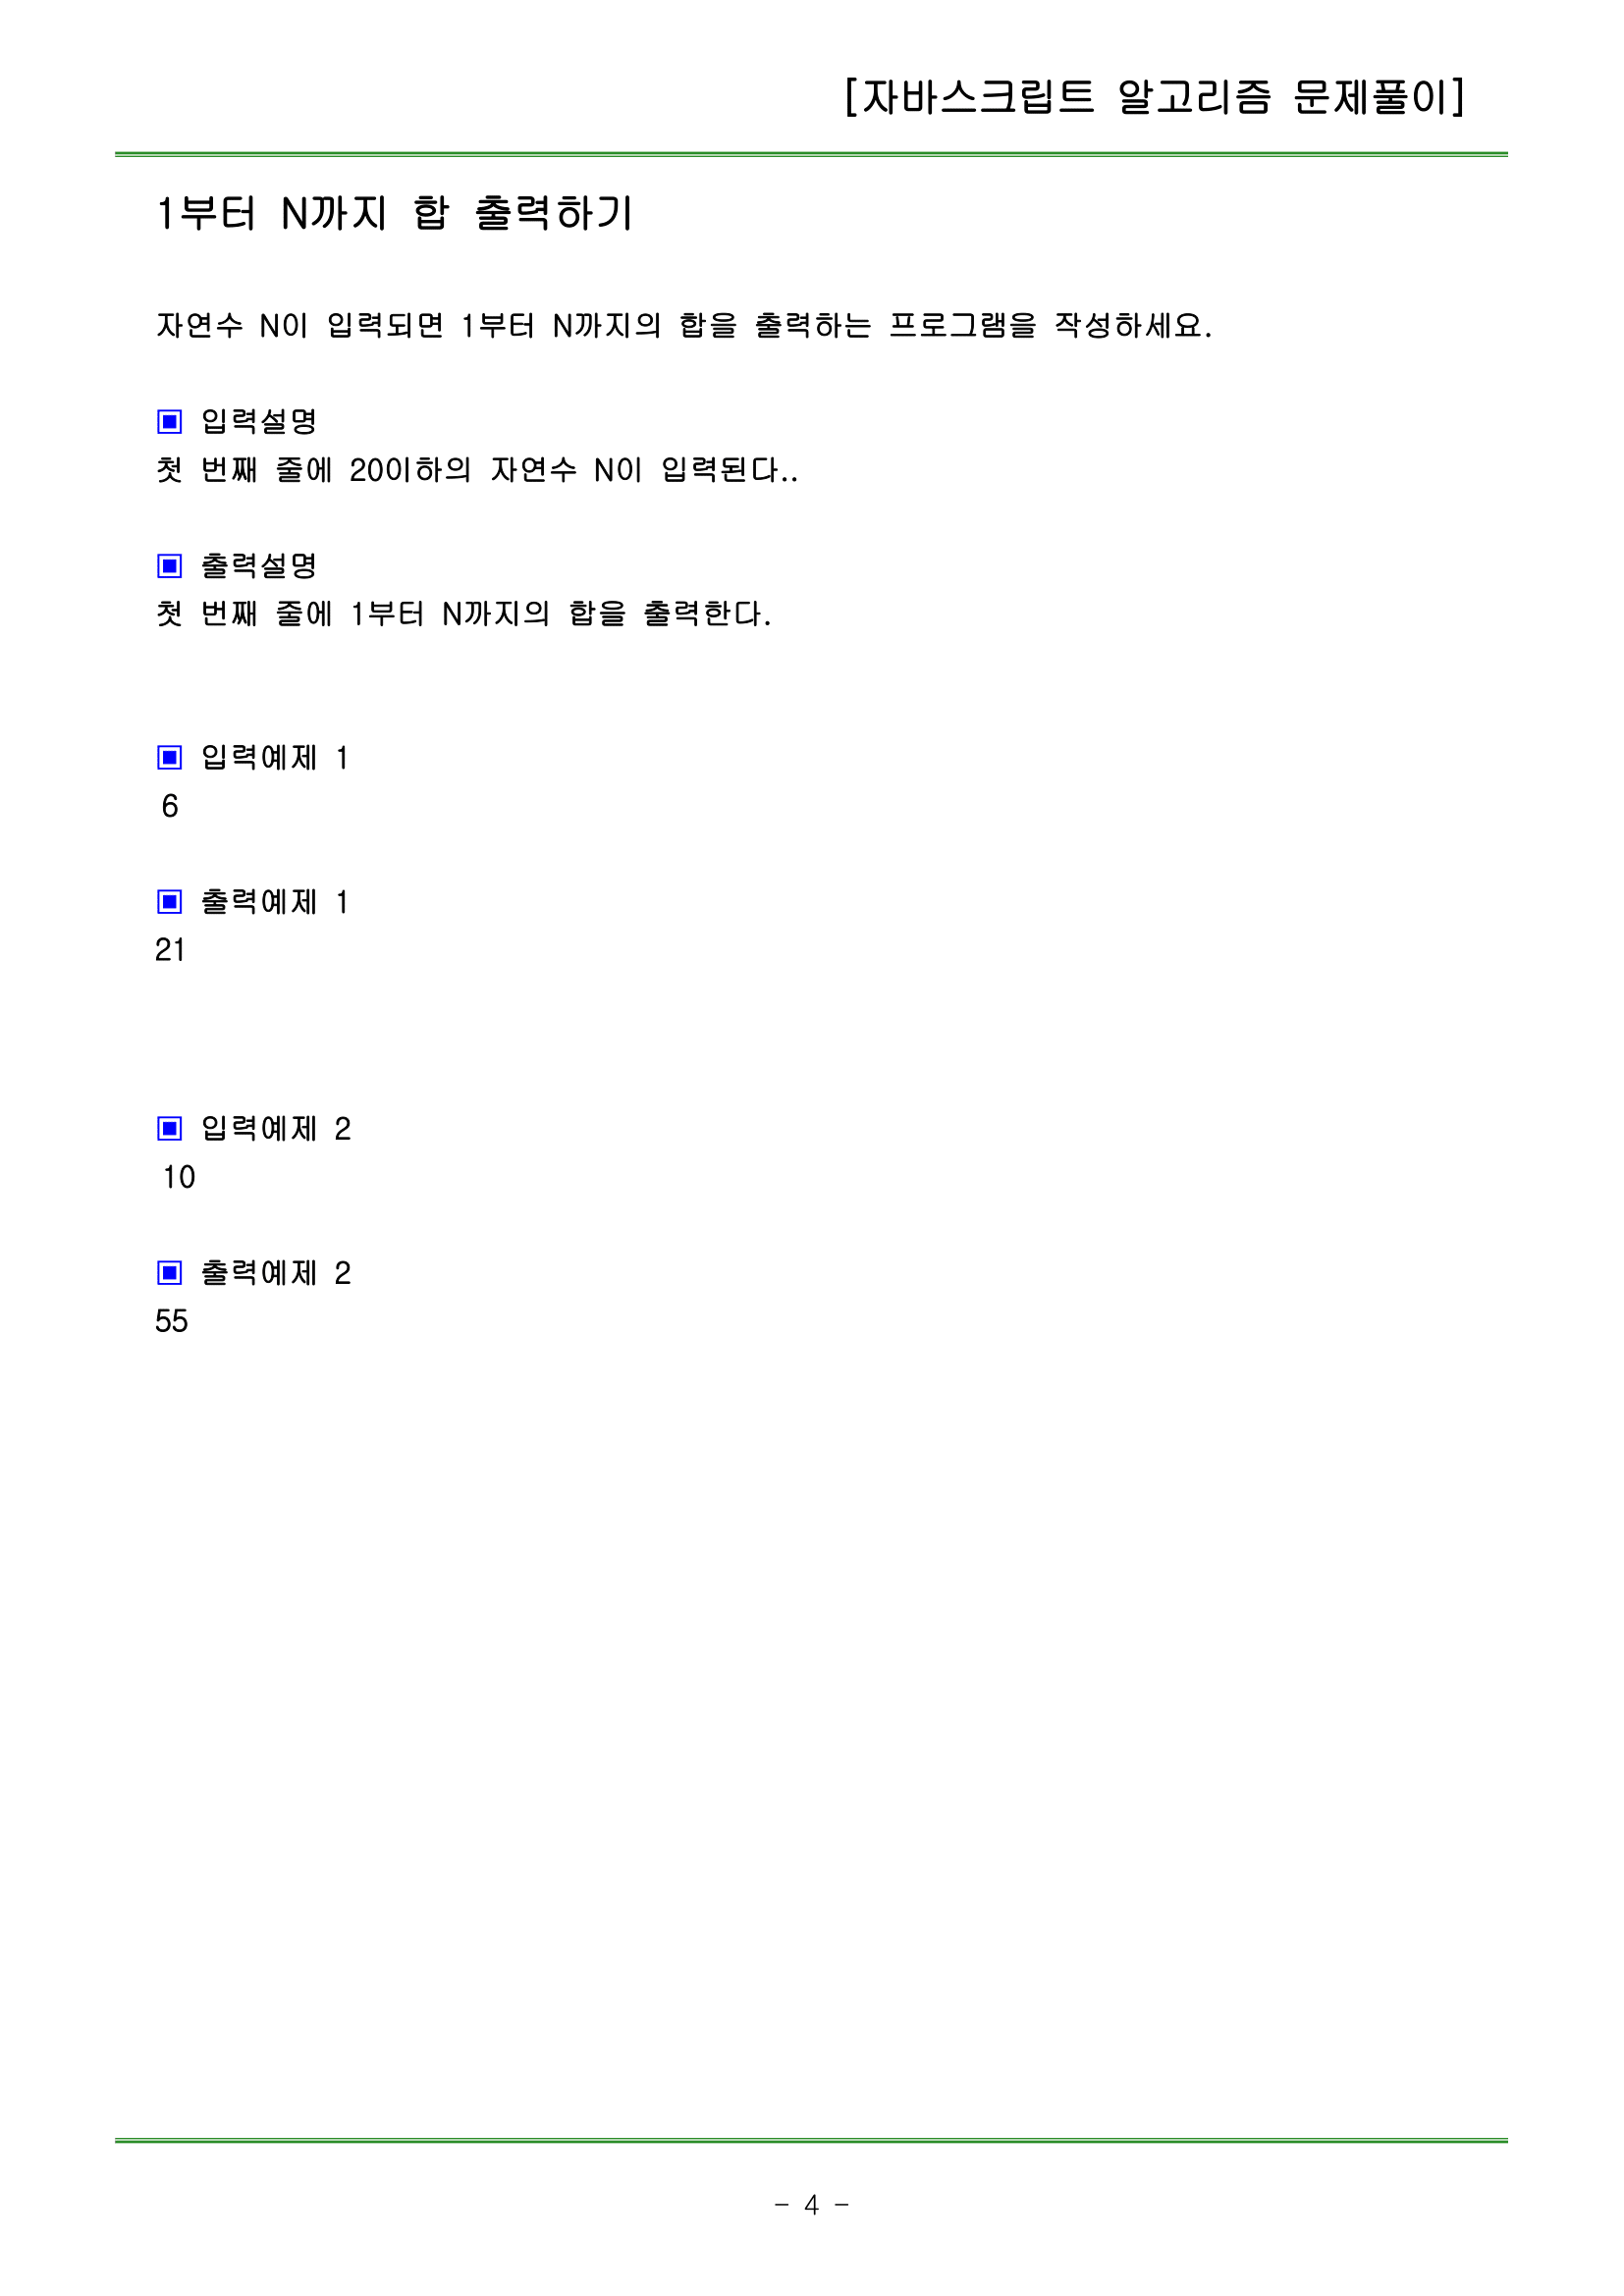 [자바스크립트 알고리즘 문제풀이]
1부터 N까지 합 출력하기
자연수 N이 입력되면 1부터 N까지의 합을 출력하는 프로그램을 작성하세요.
▣ 입력설명
첫 번째 줄에 20이하의 자연수 N이 입력된다..
▣ 출력설명
첫 번째 줄에 1부터 N까지의 합을 출력한다.
▣ 입력예제 1
6
▣ 출력예제 1
21
▣ 입력예제 2
10
▣ 출력예제 2
55
- 4 -